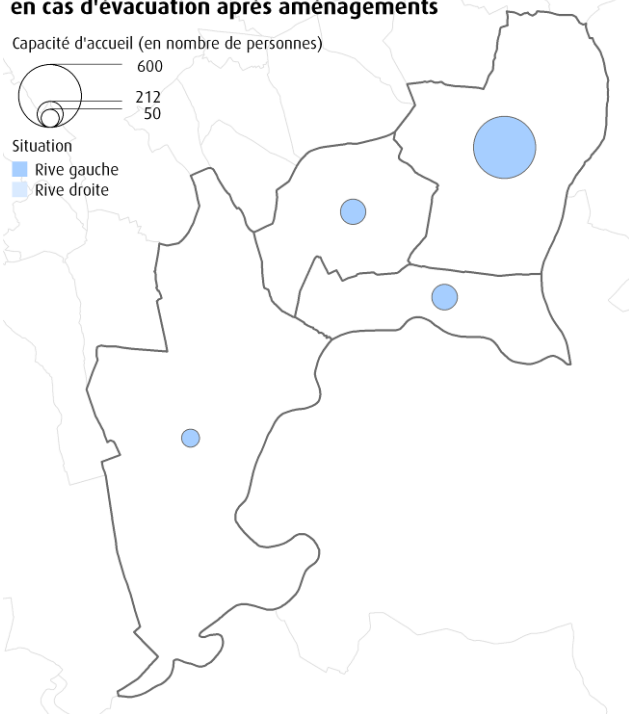 en cas d'évacuation après aménagements
Capacité d'accueil (en nombre de personnes)
600
212
50
Situation
Rive gauche
Rive droite